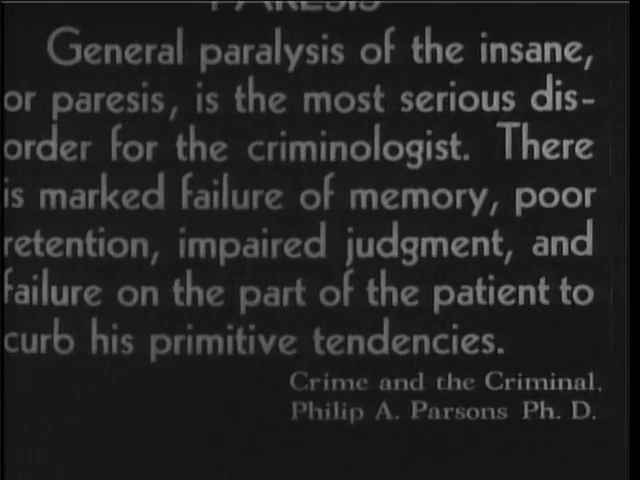 PARESIS
General paralysis of the insane,
or paresis, is the most serious dis-
order for the criminologist. There
is marked failure of memory, poor
retention, impaired judgment, and
failure on the part of the patient to
curb his primitive tendencies.
Crime and the Criminal,
Philip A. Parsons Ph. D.